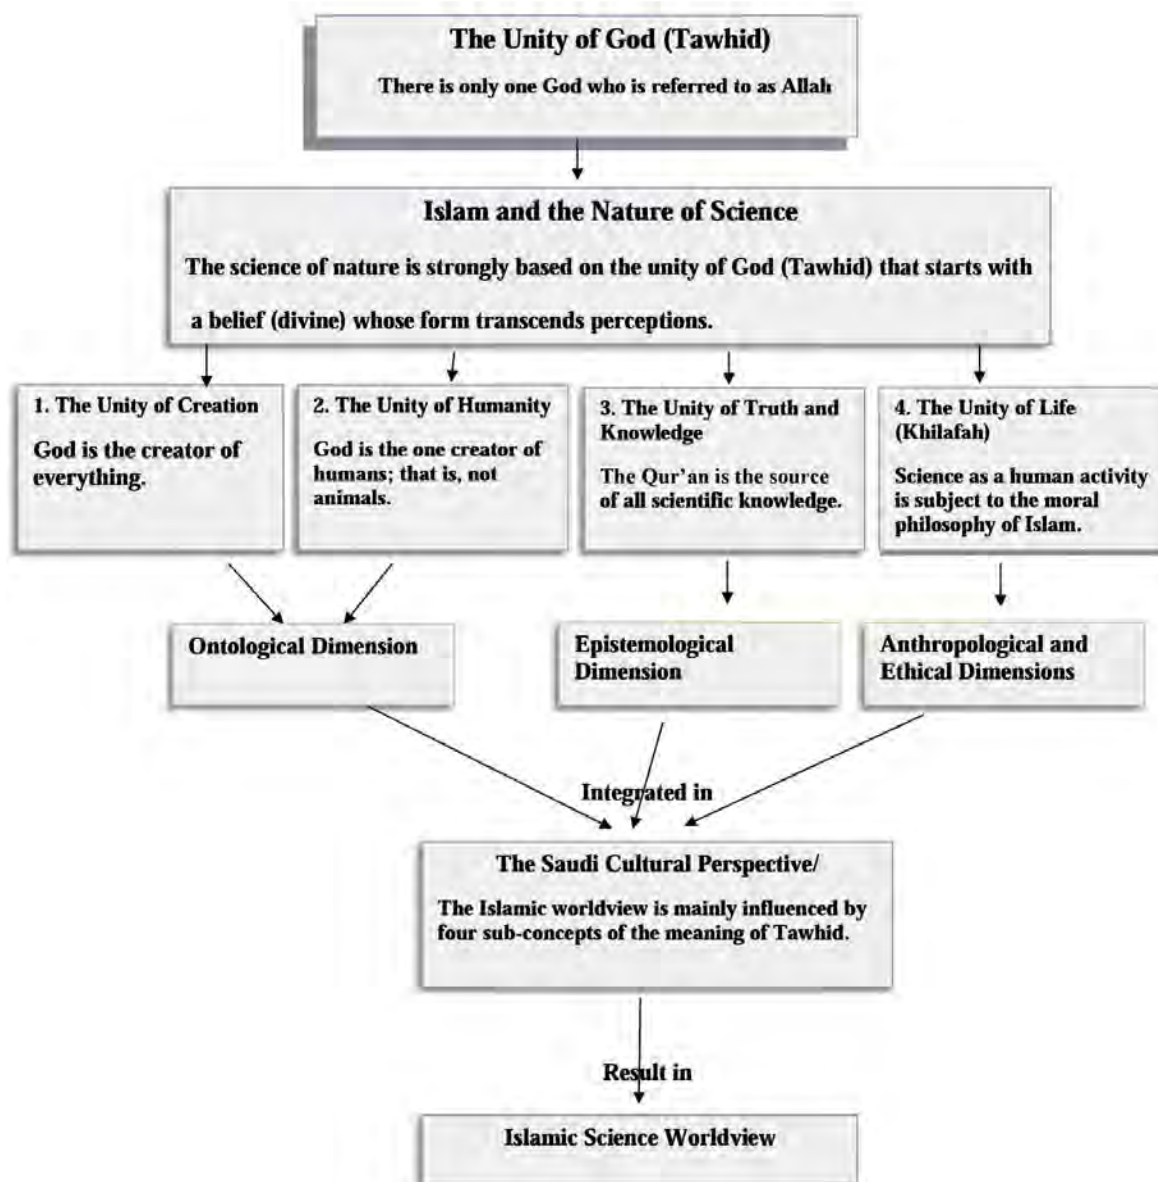 The Unity of God (Tawhid)
There is only one God who is referred to as Allah
Islam and the Nature of Science
The science of nature is strongly based on the unity of God (Tawhid) that starts with
a belief (divine) whose form transcends perceptions.
1. The Unity of Creation
God is the creator of
everything.
2. The Unity of Humanity
God is the one creator of
humans; that is, not
animals.
3. The Unity of Truth and
Knowledge
The Qur'an is the source
of all scientific knowledge.
4. The Unity of Life
(Khilafah)
Science as a human activity
is subject to the moral
philosophy of Islam.
Ontological Dimension
Epistemological
Dimension
Anthropological and
Ethical Dimensions
Integrated in
The Saudi Cultural Perspective/
The Islamic worldview is mainly influenced by
four sub-concepts of the meaning of Tawhid.
Result in
Islamic Science Worldview